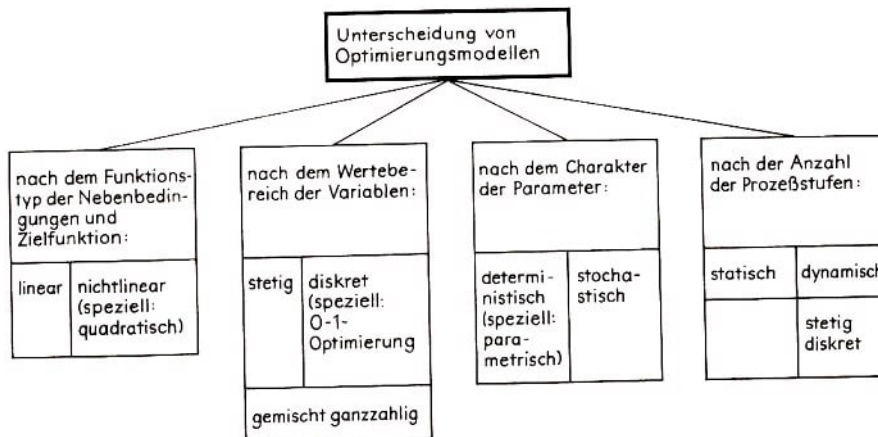 Unterscheidung von
Optimierungsmodellen
nach dem Funktions-
typ der Nebenbedin-
gungen und
Zielfunktion:
linear
nichtlinear
(speziell:
quadratisch)
nach dem Wertebe-
reich der Variablen:
stetig
diskret
(speziell:
0-1-
Optimierung
gemischt ganzzahlig
nach dem Charakter
der Parameter:
determi-
nistisch
(speziell:
para-
metrisch)
stocha-
stisch
nach der Anzahl
der Prozeßstufen:
statisch
dynamisch
stetig
diskret